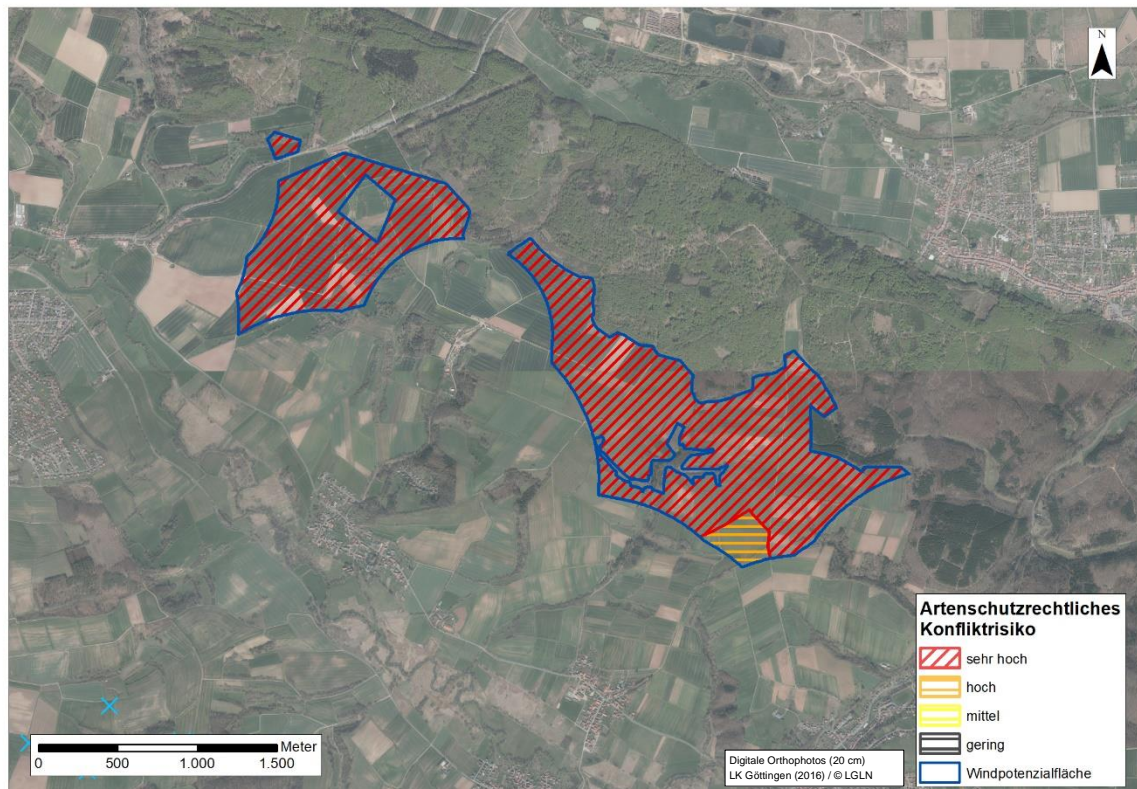 N
Artenschutzrechtliches
Konfliktrisiko
sehr hoch
hoch
mittel
gering
Windpotenzialfläche
Meter
0 500 1.000 1.500
Digitale Orthophotos (20 cm)
LK Göttingen (2016) / © LGLN